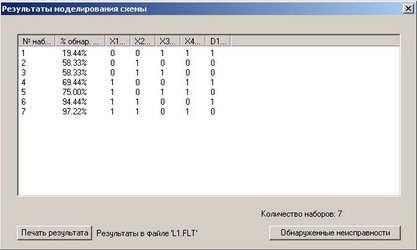 Результаты моделирования схемы
№ наб... % обнар. ... X1... X2... X3... X4... D1...
1 19.44% 0 0 1 1 1
2 58.33% 0 0 0 0 0
3 58.33% 0 1 1 0 0
4 69.44% 1 0 0 1 1
5 75.00% 1 1 0 1 0
6 94.44% 1 1 0 0 1
7 97.22% 1 1 0 1 0
Количество наборов: 7
Печать результата Результаты в файле 'L1.FLT' Обнаруженные неисправности